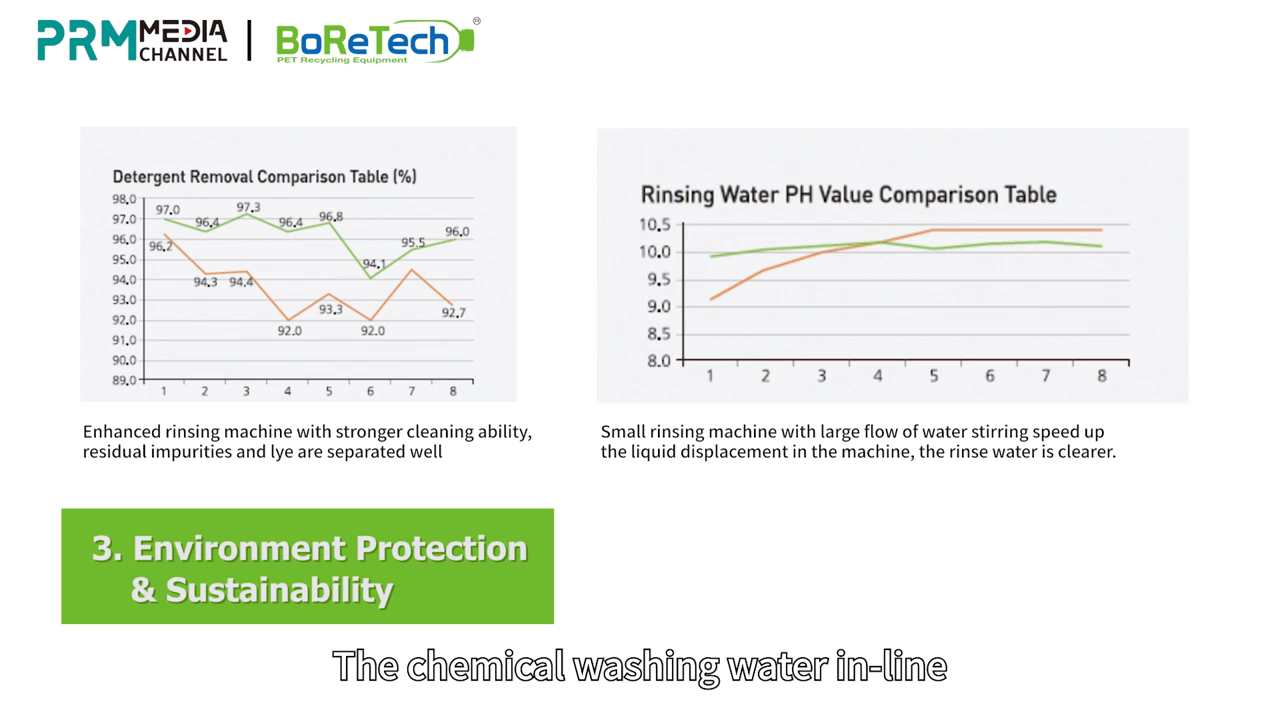 PRM MEDIA CHANNEL
BoReTech®
PET Recycling Equipment
Detergent Removal Comparison Table (%)
98.0
97.0
96.0
95.0
94.0
93.0
92.0
91.0
90.0
89.0
97.0
96.4
97.3
96.4
96.8
94.1
95.5
96.0
96.2
94.3
94.4
92.0
93.3
92.0
92.7
1 2 3 4 5 6 7 8
Enhanced rinsing machine with stronger cleaning ability,
residual impurities and lye are separated well
Rinsing Water PH Value Comparison Table
10.5
10.0
9.5
9.0
8.5
8.0
1 2 3 4 5 6 7 8
Small rinsing machine with large flow of water stirring speed up
the liquid displacement in the machine, the rinse water is clearer.
3. Environment Protection
& Sustainability
The chemical washing water in-line